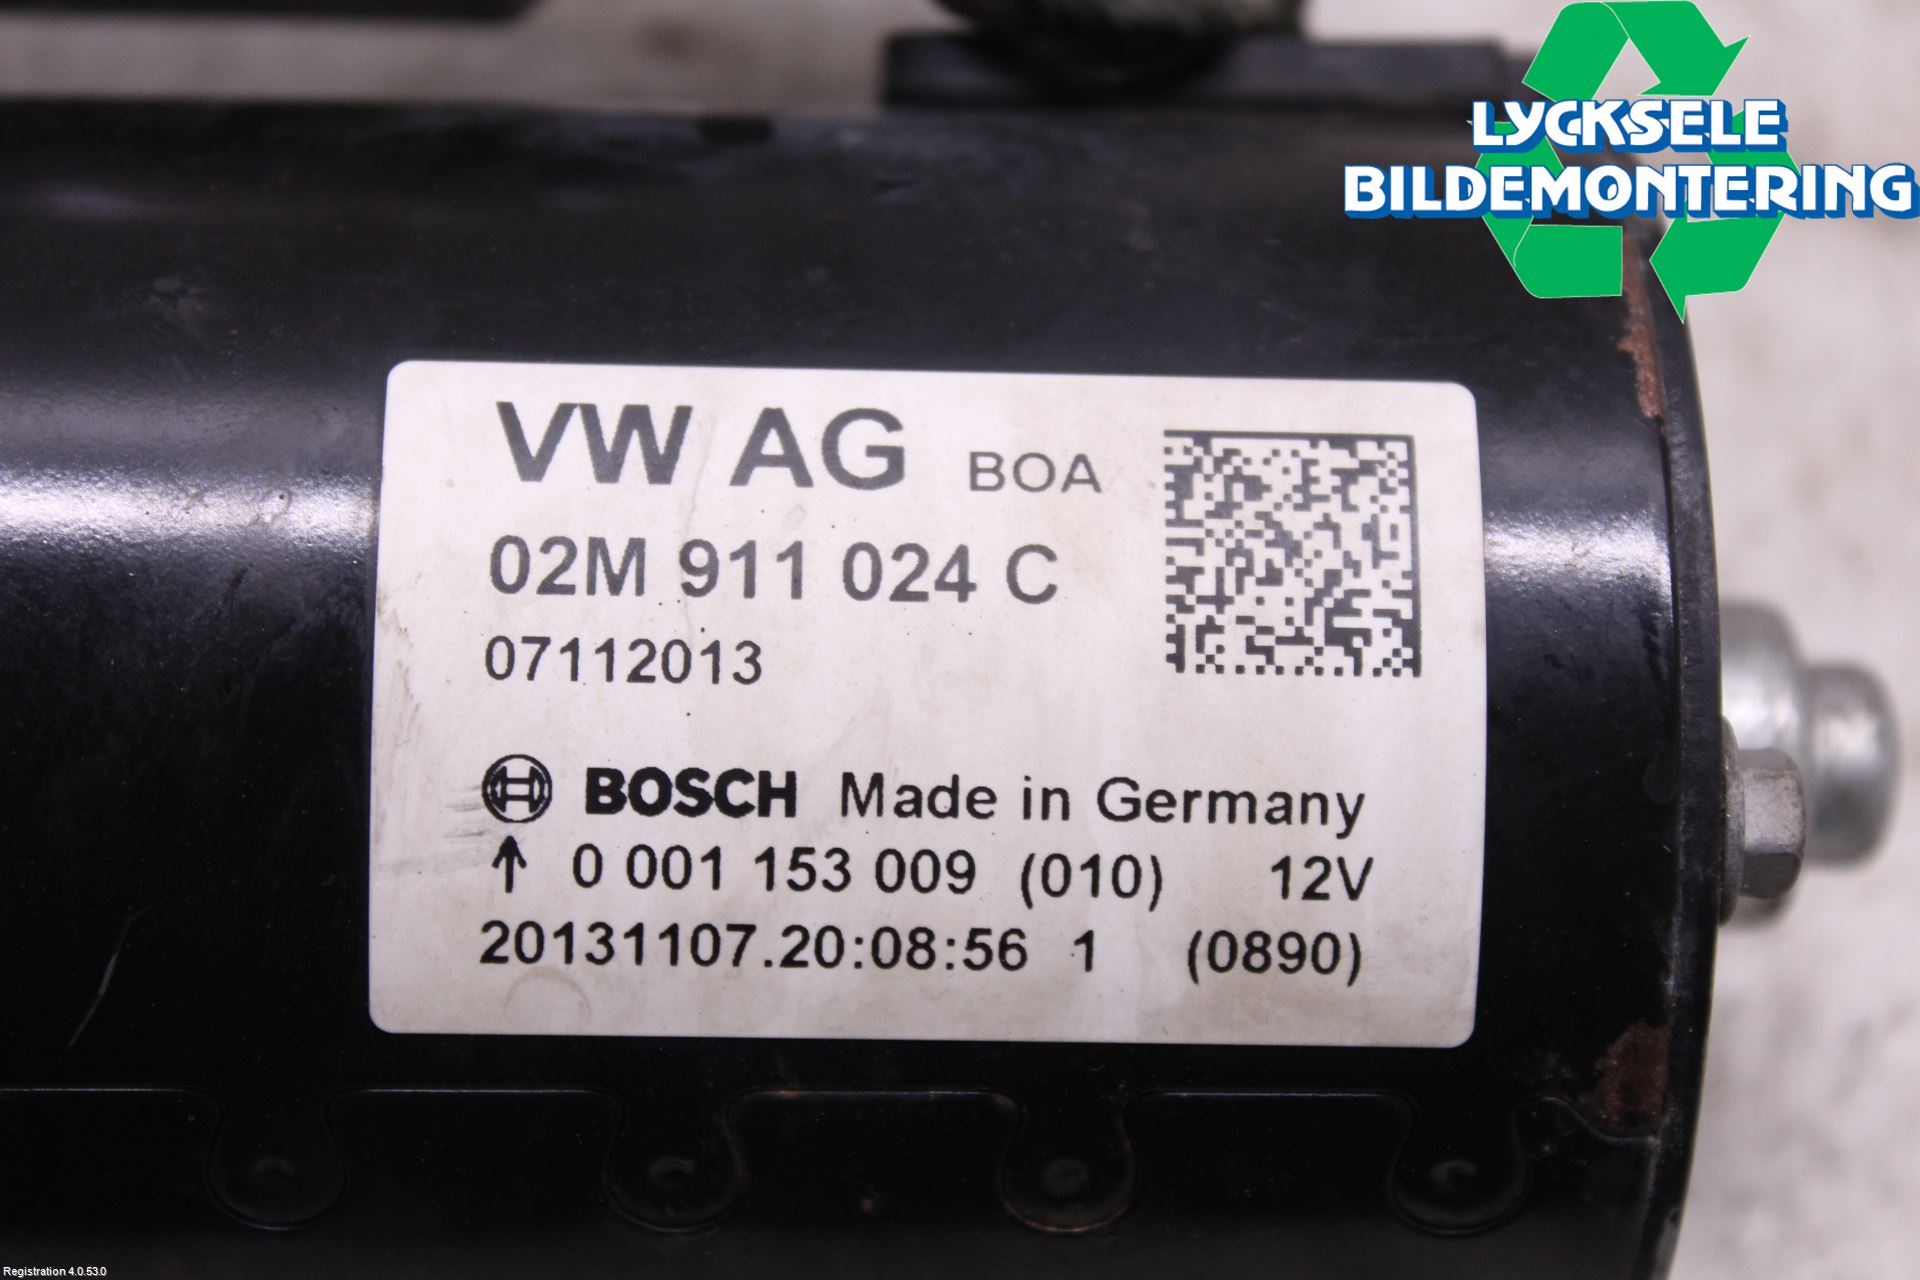 LYCKSELE
BILDEMONTERING
VW AG BOA
02M 911 024 C
07112013
BOSCH Made in Germany
↑ 0 001 153 009 (010) 12V
20131107.20:08:56 1 (0890)
Registration 4.0.53.0